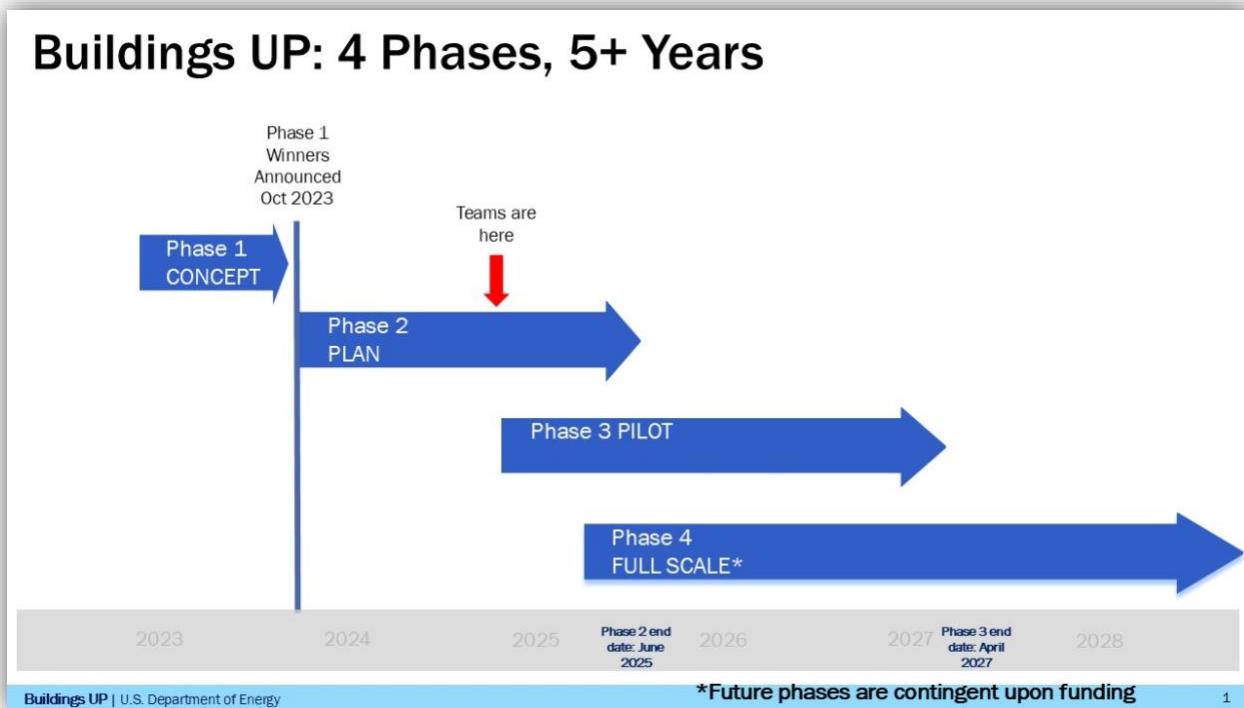 Buildings UP: 4 Phases, 5+ Years
Phase 1
Winners
Announced
Oct 2023
Teams are
here
Phase 1
CONCEPT
Phase 2
PLAN
Phase 3 PILOT
Phase 4
FULL SCALE*
2023
2024
2025
Phase 2 end
date: June
2025
2026
2027
Phase 3 end
date: April
2027
2028
Buildings UP | U.S. Department of Energy
*Future phases are contingent upon funding
1